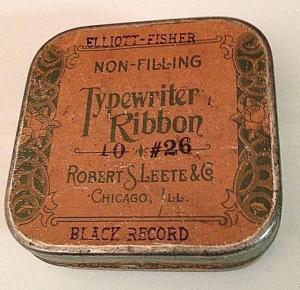 ELLIOTT-FISHER
NON-FILLING
Typewriter
Ribbon
10 #26
ROBERT S. LEETE & CO
CHICAGO, ILL.
BLACK RECORD